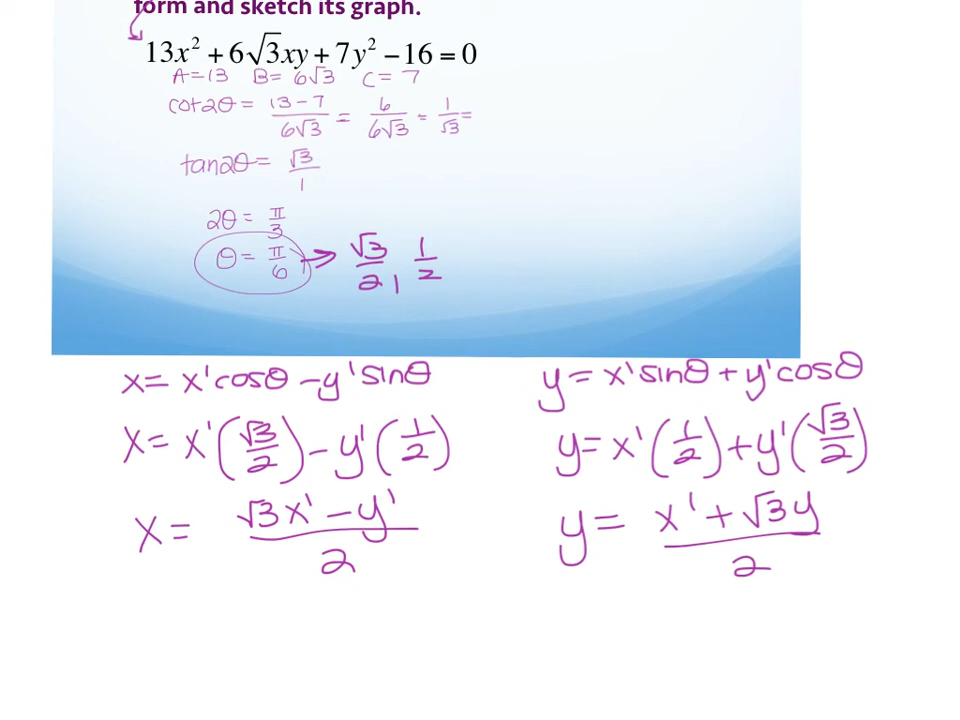 form and sketch its graph.
13x² + 6√3xy + 7y² − 16 = 0
A = 13 B = 6√3 C = 7
cot2θ = (13 − 7)/(6√3) = 6/(6√3) = 1/√3 =
tan2θ = √3/1
2θ = π/3
θ = π/6 → √3/2, 1/2
x = x'cosθ − y'sinθ
y = x'sinθ + y'cosθ
x = x'(√3/2) − y'(1/2)
y = x'(1/2) + y'(√3/2)
x = (√3x' − y')/2
y = (x' + √3y)/2